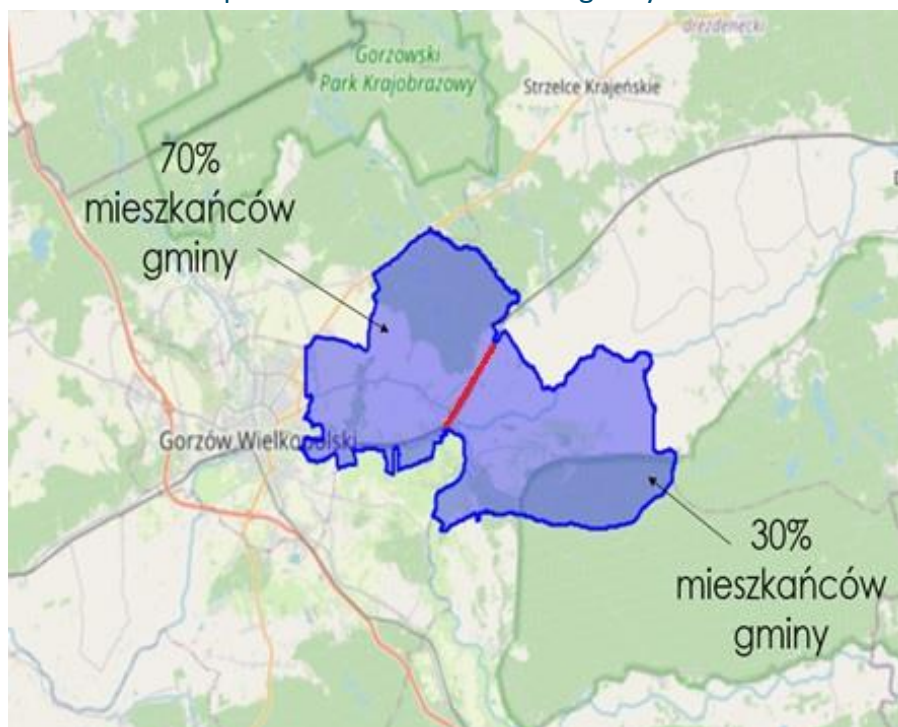 drezdenecki
Gorzowski
Park Krajobrazowy
Strzelce Krajeńskie
70%
mieszkańców
gminy
Gorzów Wielkopolski
30%
mieszkańców
gminy